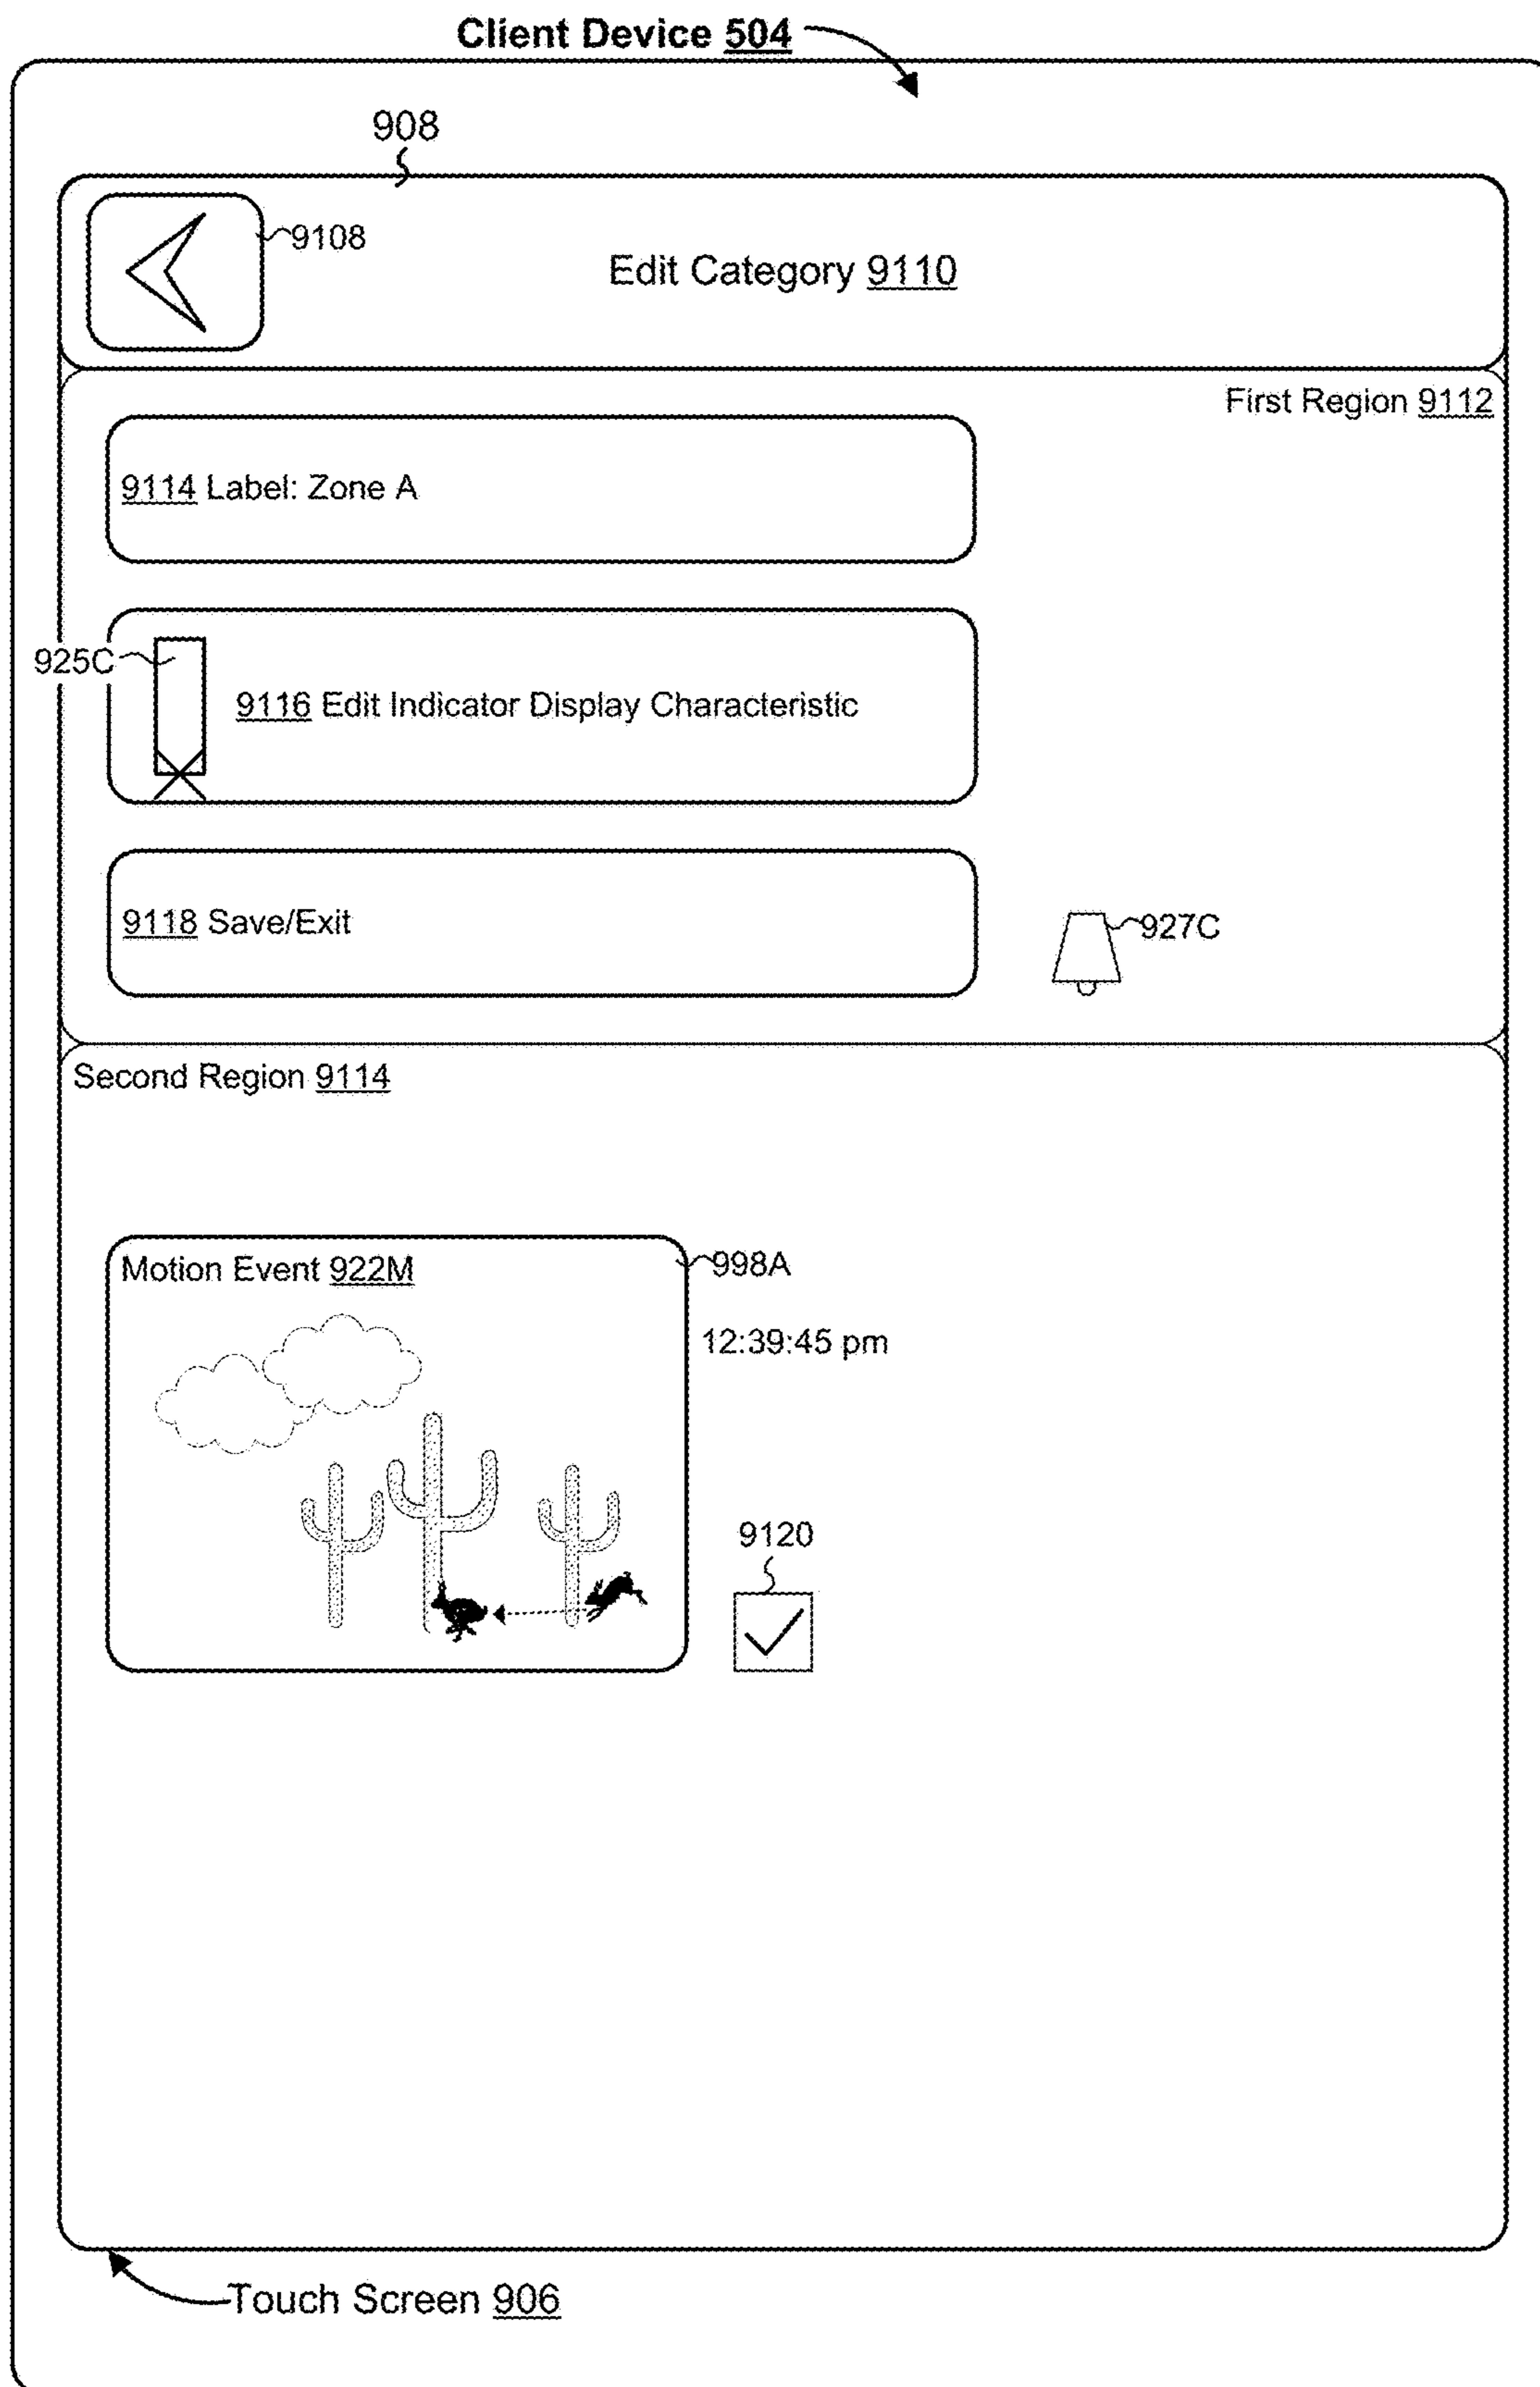 Client Device 504
908
9108
Edit Category 9110
First Region 9112
9114 Label: Zone A
925C
9116 Edit Indicator Display Characteristic
9118 Save/Exit
927C
Second Region 9114
Motion Event 922M
998A
12:39:45 pm
9120
Touch Screen 906